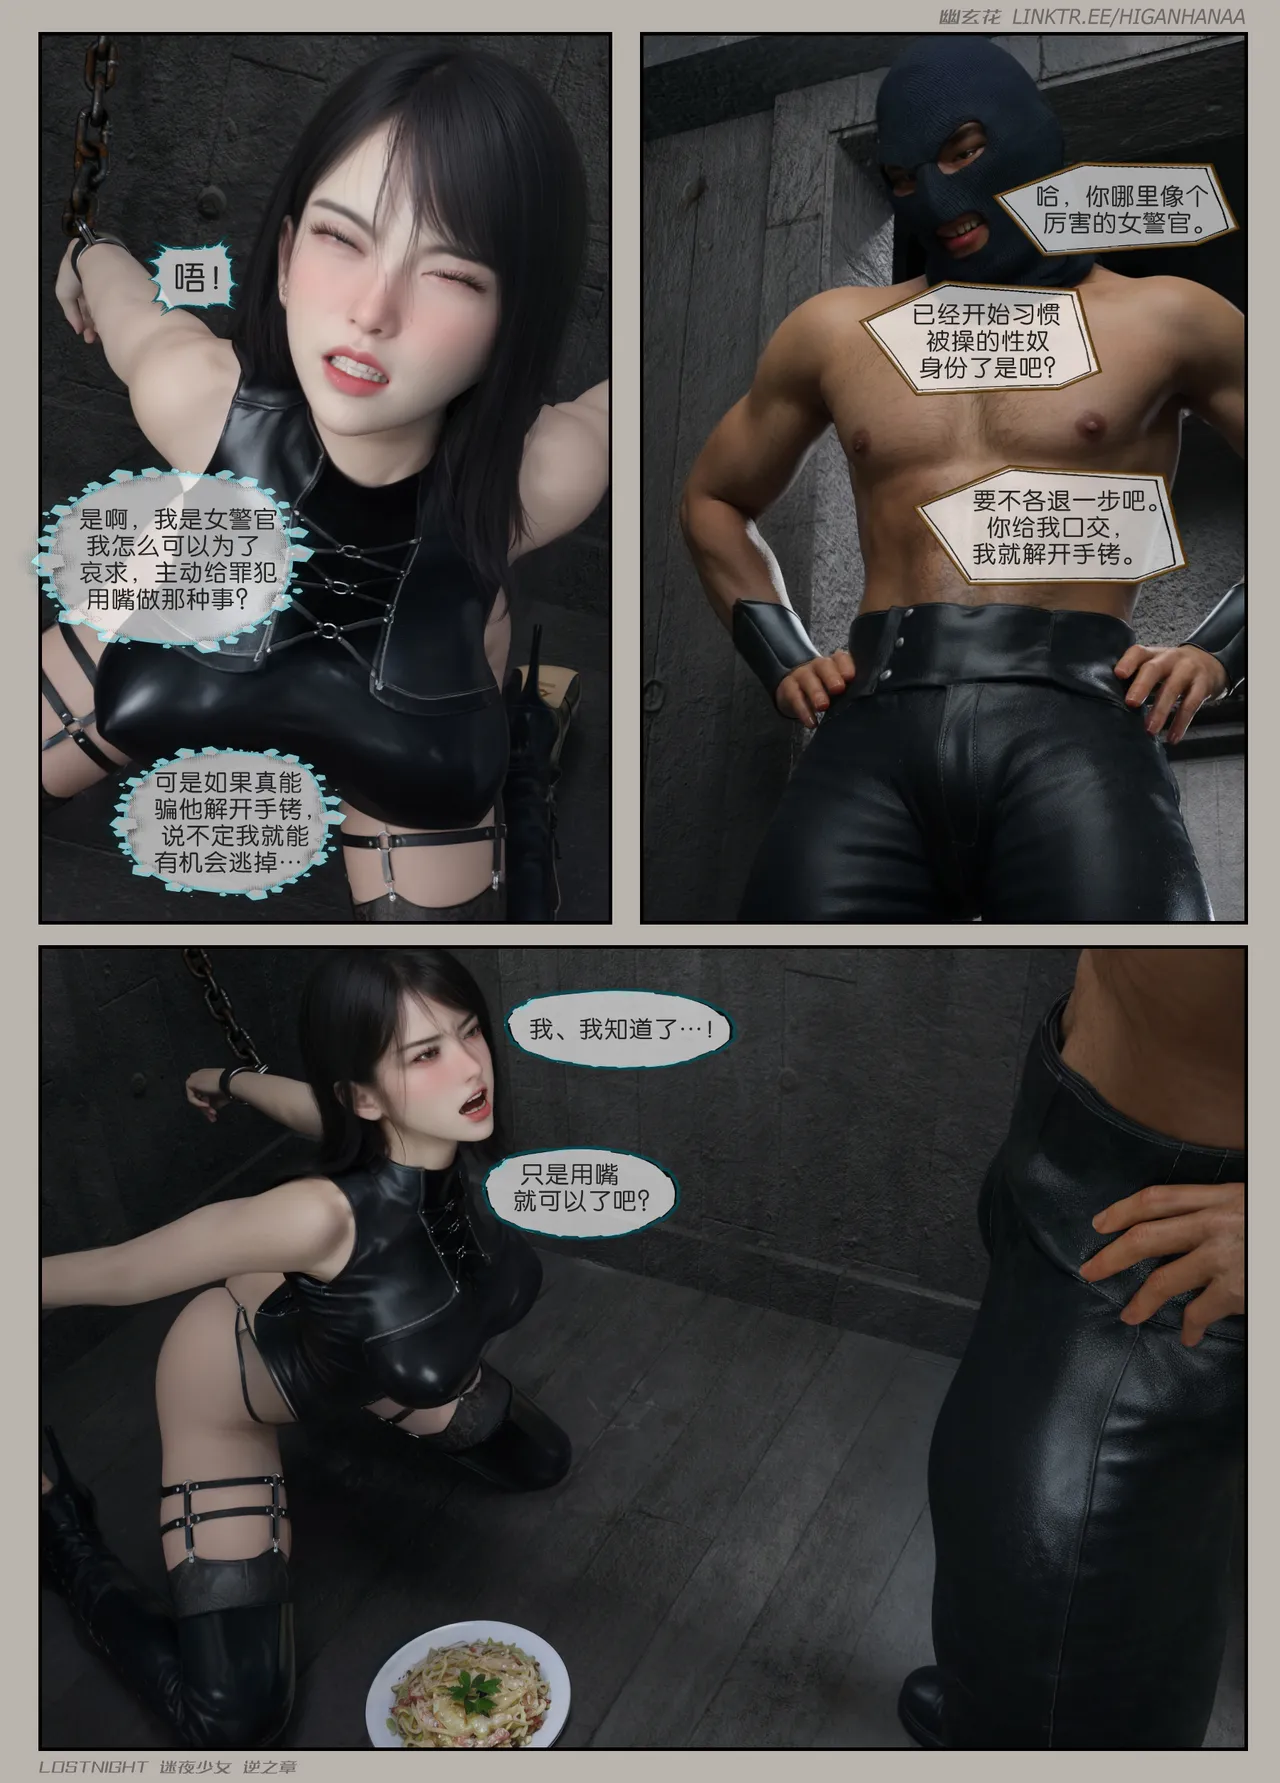 幽玄花 LINKTR.EE/HIGANHANAA
唔！
是啊，我是女警官，
我怎么可以为了
哀求，主动给罪犯
用嘴做那种事？
可是如果真能
骗他解开手铐，
说不定我就能
有机会逃掉…
哈，你哪里像个
厉害的女警官。
已经开始习惯
被操的性奴
身份了是吧？
要不各退一步吧。
你给我口交，
我就解开手铐。
我、我知道了…！
只是用嘴
就可以了吧？
LOSTNIGHT 迷夜少女 逆之章